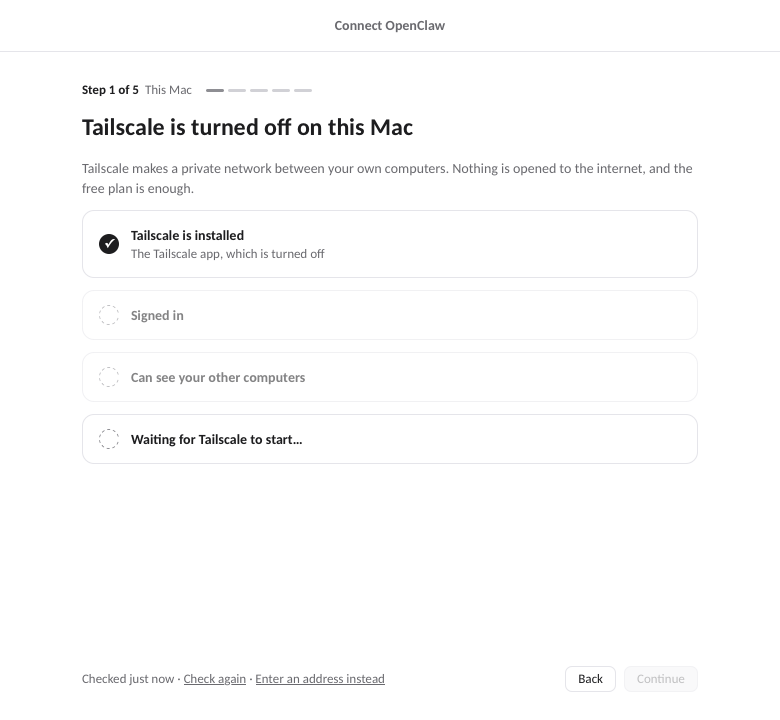 Connect OpenClaw
Step 1 of 5 This Mac
Tailscale is turned off on this Mac
Tailscale makes a private network between your own computers. Nothing is opened to the internet, and the
free plan is enough.
Tailscale is installed
The Tailscale app, which is turned off
Signed in
Can see your other computers
Waiting for Tailscale to start...
Checked just now · Check again · Enter an address instead
Back
Continue